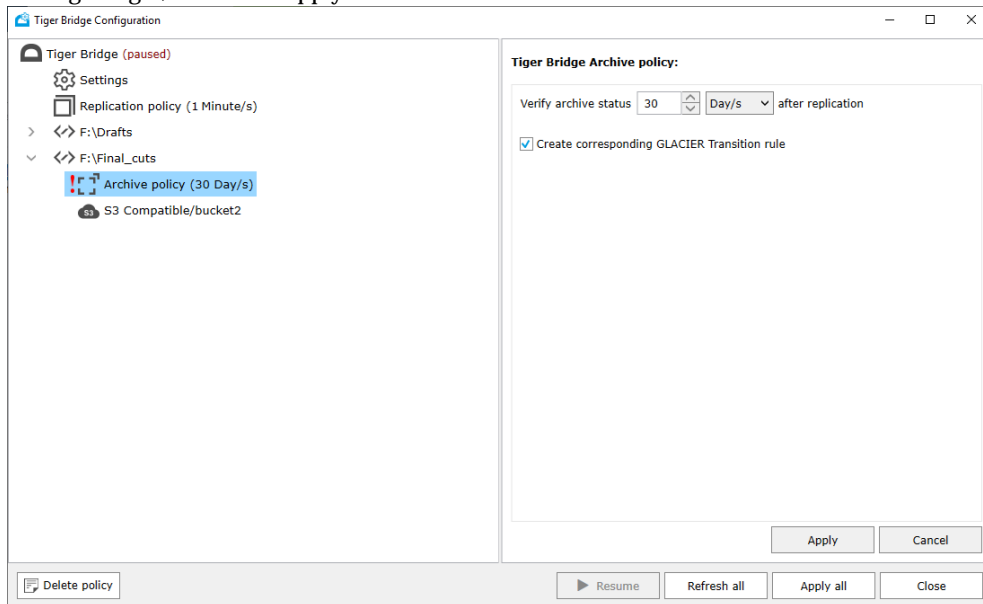 Tiger Bridge Configuration
Tiger Bridge (paused)
Settings
Replication policy (1 Minute/s)
F:\Drafts
F:\Final_cuts
Archive policy (30 Day/s)
S3 S3 Compatible/bucket2
Tiger Bridge Archive policy:
Verify archive status 30 Day/s after replication
Create corresponding GLACIER Transition rule
Apply Cancel
Delete policy Resume Refresh all Apply all Close